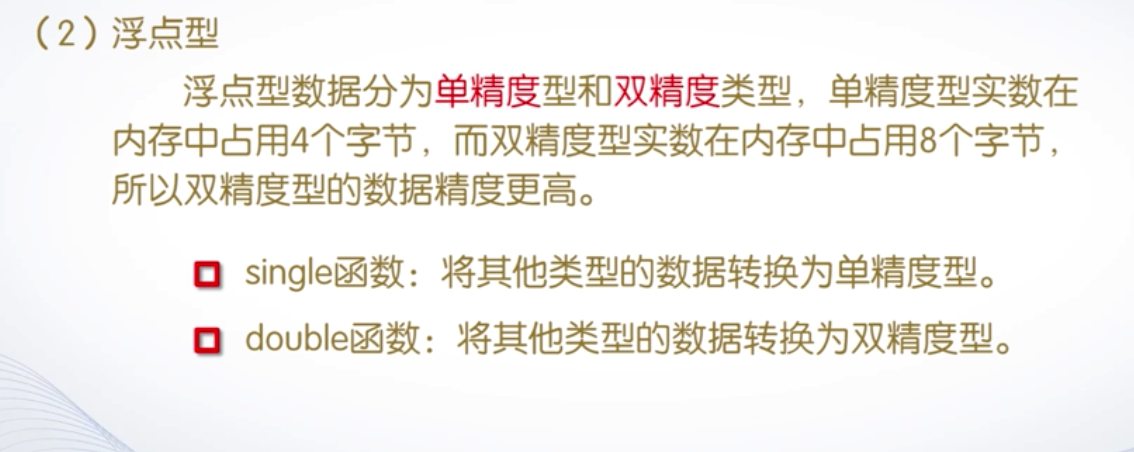 （2）浮点型
浮点型数据分为单精度型和双精度类型，单精度型实数在
内存中占用4个字节，而双精度型实数在内存中占用8个字节，
所以双精度型的数据精度更高。
single函数：将其他类型的数据转换为单精度型。
double函数：将其他类型的数据转换为双精度型。